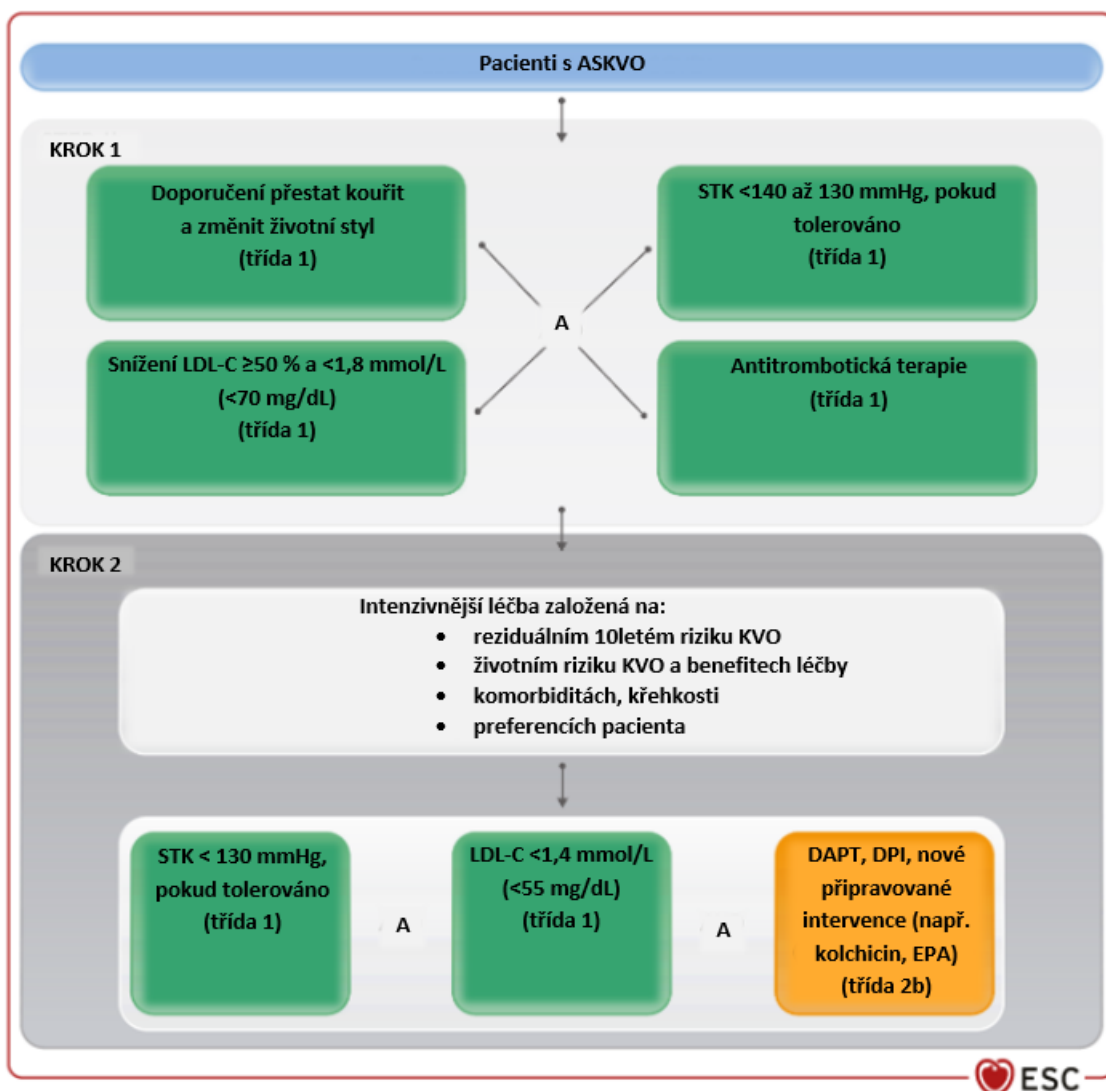 Pacienti s ASKVO
KROK 1
Doporučení přestat kouřit
a změnit životní styl
(třída 1)
STK <140 až 130 mmHg, pokud
tolerováno
(třída 1)
A
Snížení LDL-C ≥50 % a <1,8 mmol/L
(<70 mg/dL)
(třída 1)
Antitrombotická terapie
(třída 1)
KROK 2
Intenzivnější léčba založená na:
• reziduálním 10letém riziku KVO
• životním riziku KVO a benefitech léčby
• komorbiditách, křehkosti
• preferencích pacienta
STK < 130 mmHg,
pokud tolerováno
(třída 1)
A
LDL-C <1,4 mmol/L
(<55 mg/dL)
(třída 1)
A
DAPT, DPI, nové
připravované
intervence (např.
kolchicin, EPA)
(třída 2b)
ESC